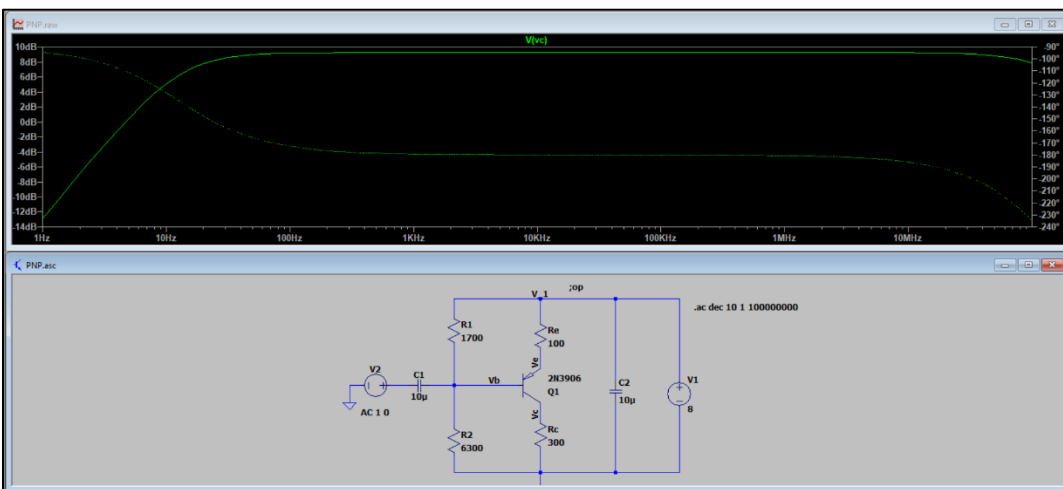 PNP.raw
V(vc)
10dB
8dB
6dB
4dB
2dB
0dB
-2dB
-4dB
-6dB
-8dB
-10dB
-12dB
-14dB
-90°
-100°
-110°
-120°
-130°
-140°
-150°
-160°
-170°
-180°
-190°
-200°
-210°
-220°
-230°
-240°
1Hz 10Hz 100Hz 1KHz 10KHz 100KHz 1MHz 10MHz
PNP.asc
V_1
;op
.ac dec 10 1 100000000
R1
1700
Re
100
Ve
V2
C1
10µ
AC 1 0
Vb
2N3906
Q1
C2
10µ
V1
8
Vc
R2
6300
Rc
300